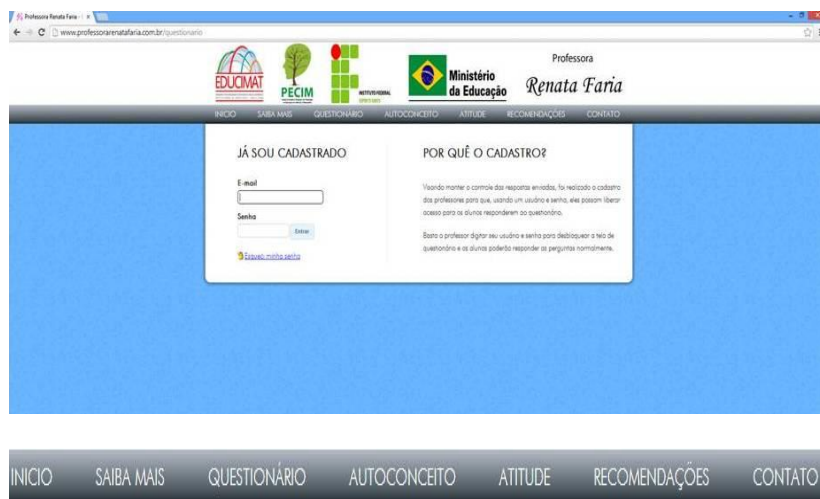 Professora Renata Faria -
www.professorarenatafaria.com.br/questionario
EDUCIMAT
PECIM
INSTITUTO FEDERAL
ESPÍRITO SANTO
Ministério
da Educação
Professora
Renata Faria
INICIO SAIBA MAIS QUESTIONÁRIO AUTOCONCEITO ATITUDE RECOMENDAÇÕES CONTATO
JÁ SOU CADASTRADO
E-mail
Senha
Entrar
Esqueci minha senha
POR QUÊ O CADASTRO?
Visando manter o controle das respostas enviadas, foi realizado o cadastro
dos professores para que, usando um usuário e senha, eles possam liberar
acesso para os alunos responderem ao questionário.
Basta o professor digitar seu usuário e senha para desbloquear a tela de
questionário e os alunos poderão responder as perguntas normalmente.
INICIO SAIBA MAIS QUESTIONÁRIO AUTOCONCEITO ATITUDE RECOMENDAÇÕES CONTATO